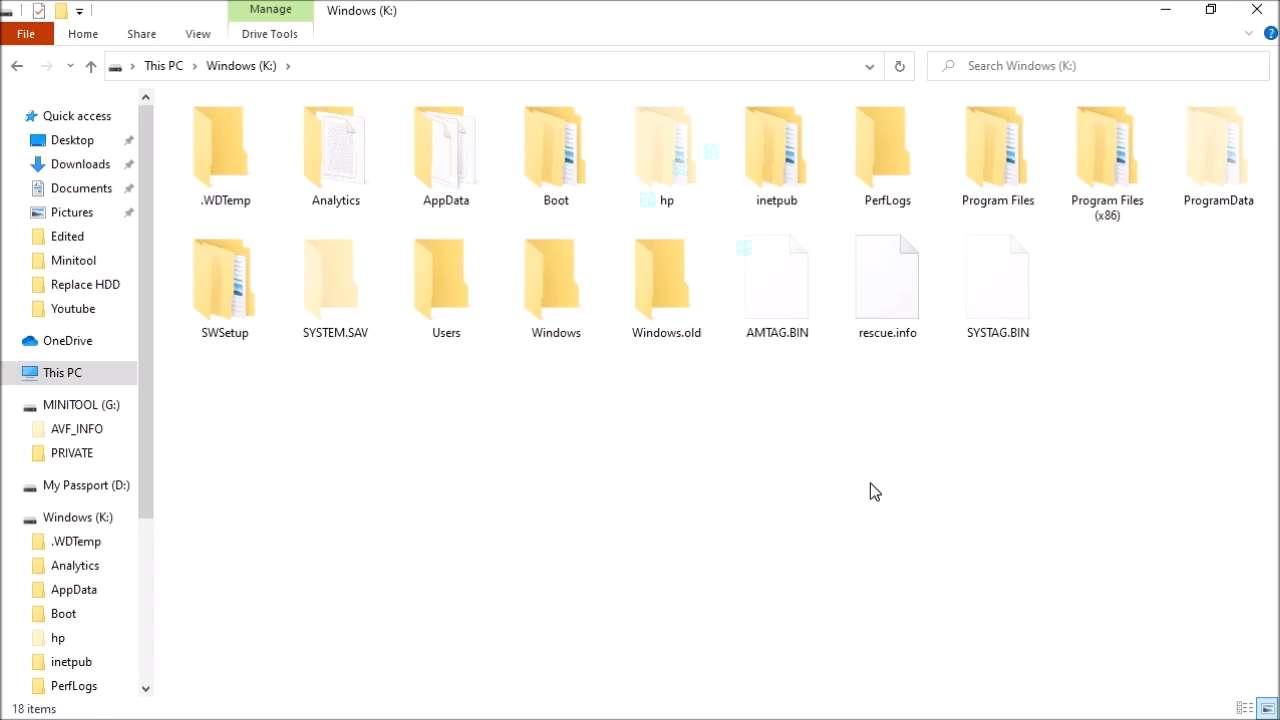 Manage
Windows (K:)
File
Home
Share
View
Drive Tools
This PC
Windows (K:)
Search Windows (K:)
Quick access
Desktop
Downloads
Documents
Pictures
Edited
Minitool
Replace HDD
Youtube
OneDrive
This PC
MINITOOL (G:)
AVF_INFO
PRIVATE
My Passport (D:)
Windows (K:)
.WDTemp
Analytics
AppData
Boot
hp
inetpub
PerfLogs
.WDTemp
Analytics
AppData
Boot
hp
inetpub
PerfLogs
Program Files
Program Files
(x86)
ProgramData
SWSetup
SYSTEM.SAV
Users
Windows
Windows.old
AMTAG.BIN
rescue.info
SYSTAG.BIN
18 items